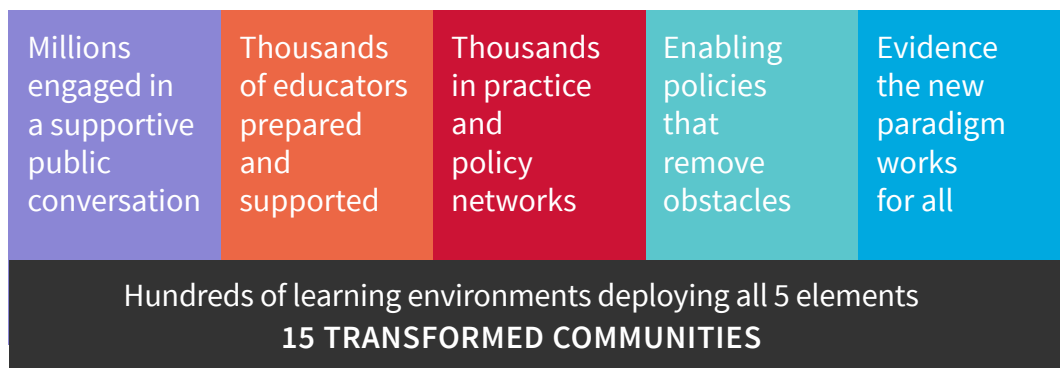 Millions
engaged in
a supportive
public
conversation
Thousands
of educators
prepared
and
supported
Thousands
in practice
and
policy
networks
Enabling
policies
that
remove
obstacles
Evidence
the new
paradigm
works
for all
Hundreds of learning environments deploying all 5 elements
15 TRANSFORMED COMMUNITIES